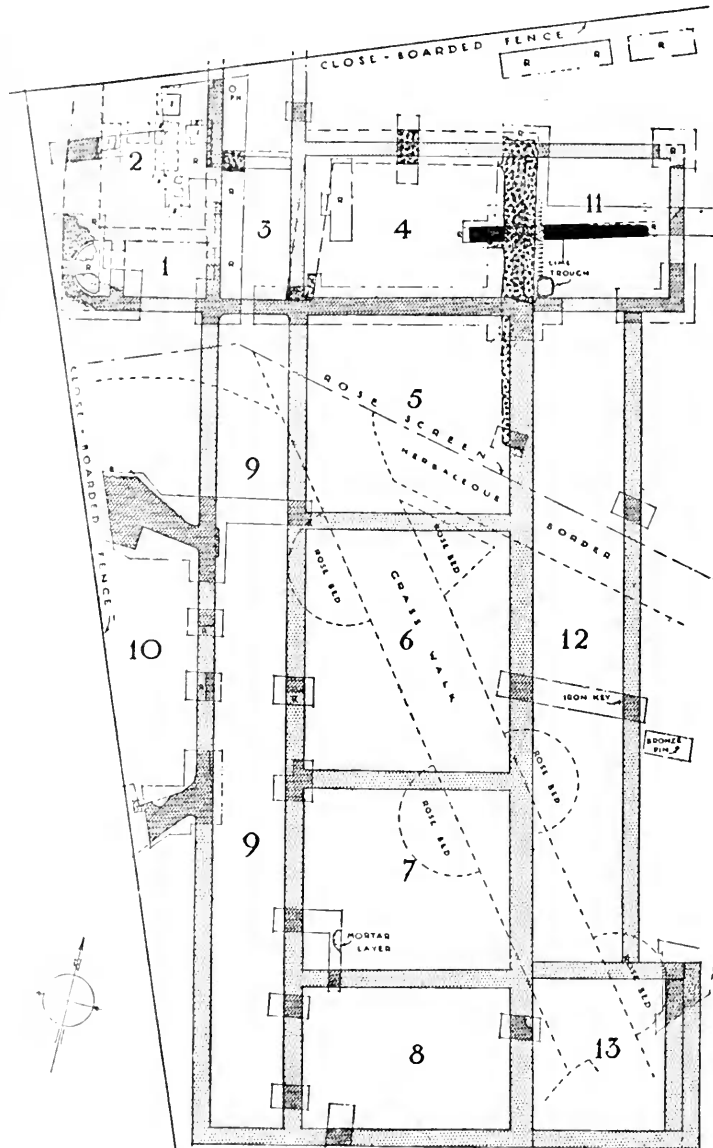 CLOSE-BOARDED FENCE
R R R
2
R
R
R
3
R
R
4
R
R
11
R
R
R
1
R
LIME
TROUGH
ROSE SCREEN
5
HERBACEOUS BORDER
CLOSE-BOARDED FENCE
9
ROSE BED
GRASS WALK
ROSE BED
6
12
10
R
R
R
IRON KEY
BRONZE
PIN
ROSE BED
ROSE BED
9
7
MORTAR
LAYER
ROSE BED
8
13